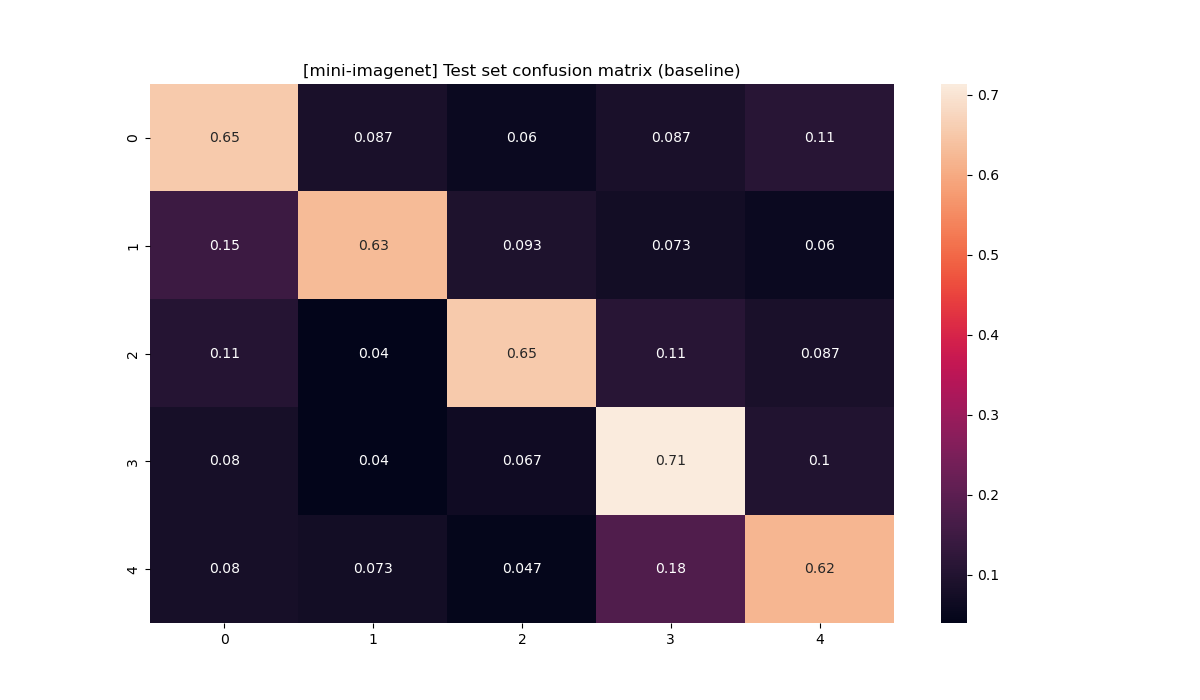 [mini-imagenet] Test set confusion matrix (baseline)
0 0.65 0.087 0.06 0.087 0.11
1 0.15 0.63 0.093 0.073 0.06
2 0.11 0.04 0.65 0.11 0.087
3 0.08 0.04 0.067 0.71 0.1
4 0.08 0.073 0.047 0.18 0.62
0 1 2 3 4
0.7
0.6
0.5
0.4
0.3
0.2
0.1